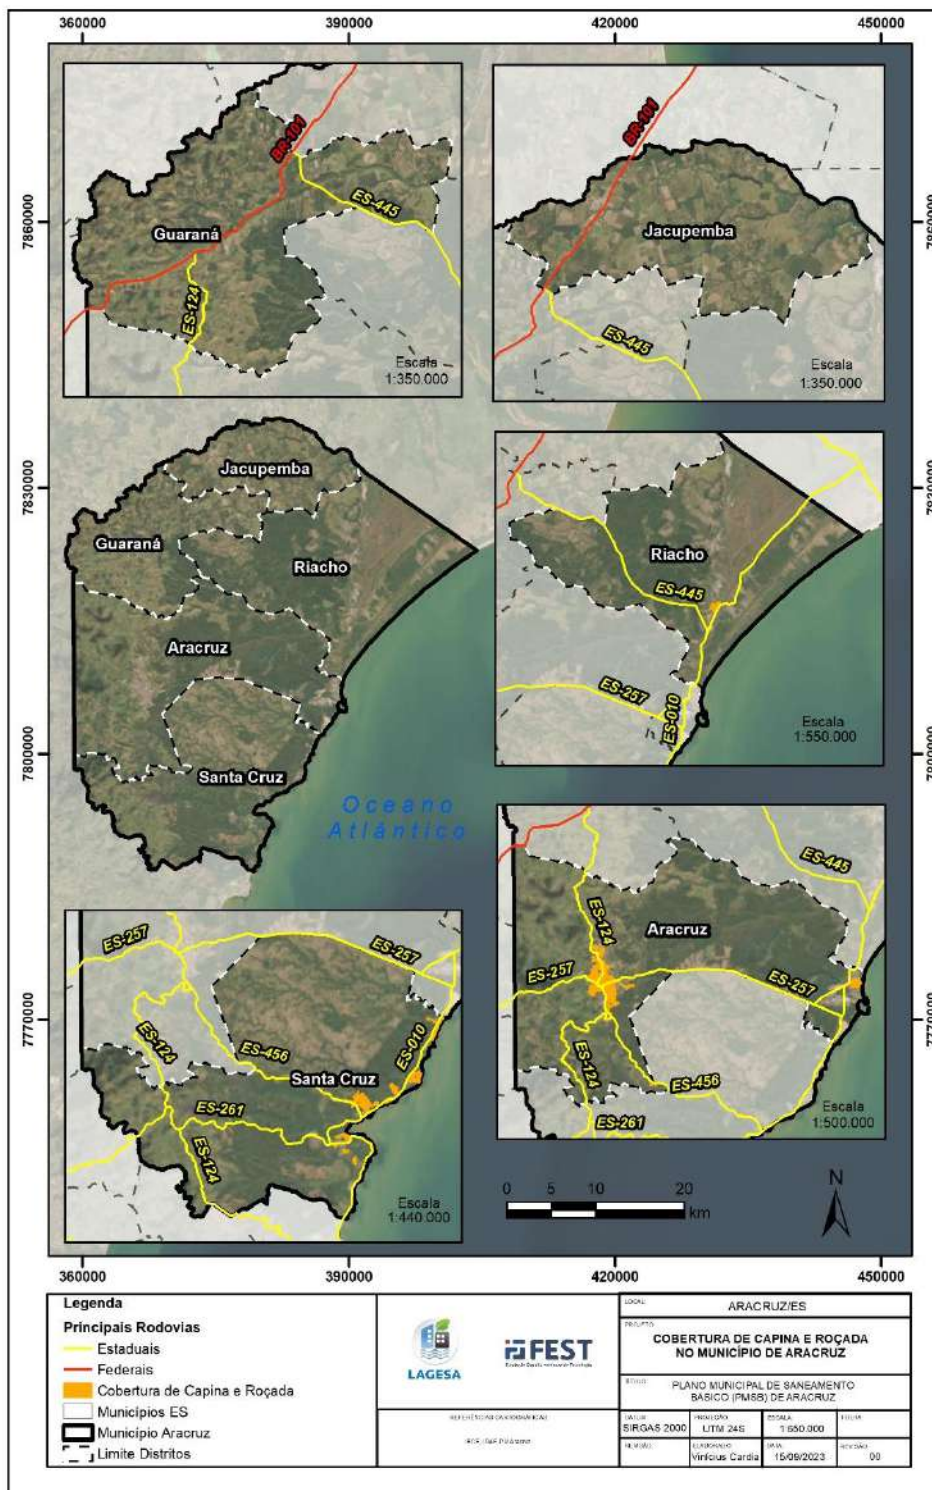 360000
390000
420000
450000
7860000
7860000
BR-101
Guaraná
ES-445
ES-124
Escala
1:350.000
BR-101
Jacupemba
ES-445
Escala
1:350.000
7830000
7830000
Jacupemba
Guaraná
Riacho
Aracruz
Santa Cruz
Riacho
ES-445
ES-257
ES-010
Escala
1:550.000
7800000
7800000
Oceano
Atlântico
ES-257
ES-257
ES-124
ES-456
ES-010
Santa Cruz
ES-261
ES-124
Escala
1:440.000
ES-445
ES-124
Aracruz
ES-257
ES-257
ES-124
ES-456
ES-261
Escala
1:500.000
7770000
7770000
N
0 5 10 20
km
360000
390000
420000
450000
Legenda
Principais Rodovias
Estaduais
Federais
Cobertura de Capina e Roçada
Municípios ES
Município Aracruz
Limite Distritos
LAGESA
FEST
LOCAL:
ARACRUZ/ES
PROJETO:
COBERTURA DE CAPINA E ROÇADA
NO MUNICÍPIO DE ARACRUZ
PLANO MUNICIPAL DE SANEAMENTO
BÁSICO (PMSB) DE ARACRUZ
SIRGAS 2000
UTM 24S
1:650.000
Vinícius Cardia
15/09/2023
00